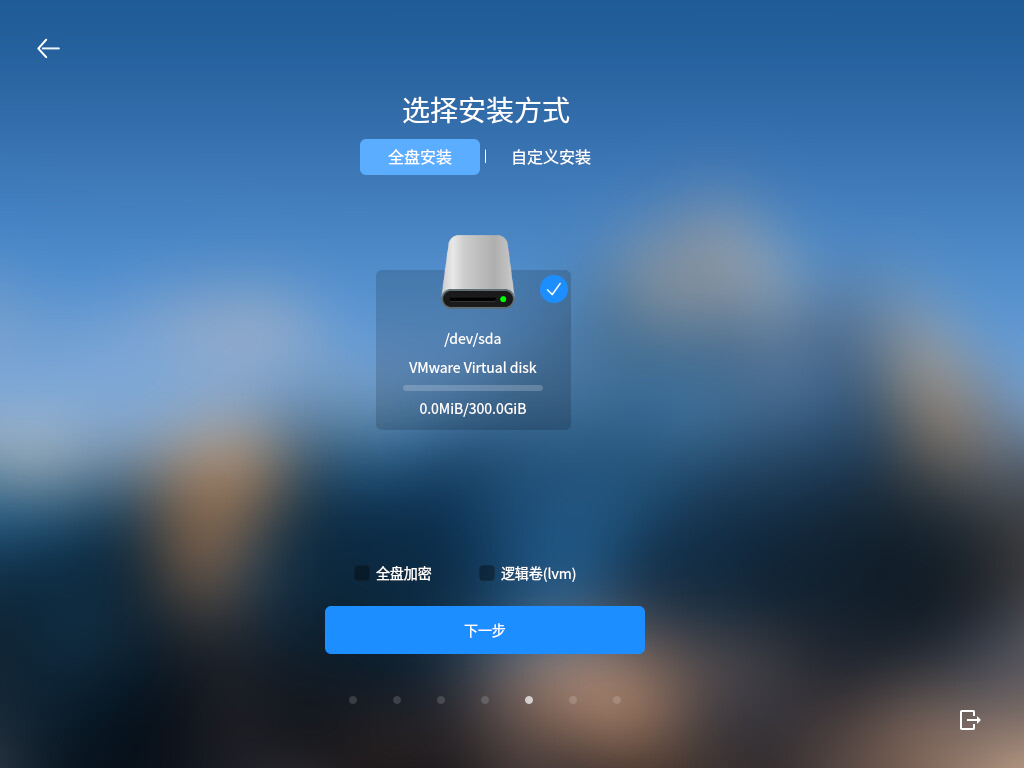 选择安装方式
全盘安装
自定义安装
/dev/sda
VMware Virtual disk
0.0MiB/300.0GiB
全盘加密
逻辑卷(lvm)
下一步